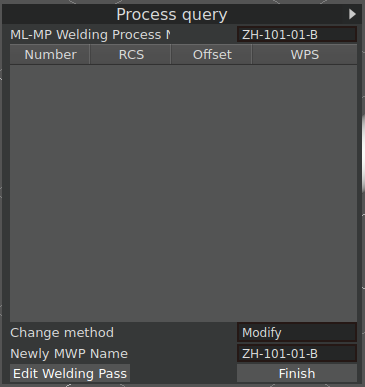 Process query
ML-MP Welding Process ZH-101-01-B
Number RCS Offset WPS
Change method Modify
Newly MWP Name ZH-101-01-B
Edit Welding Pass Finish